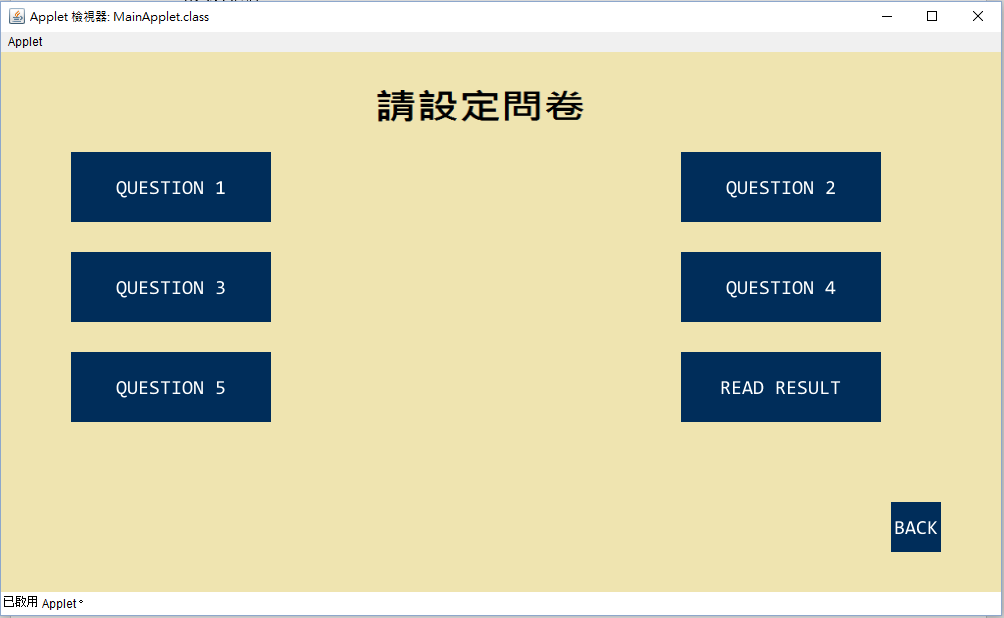 Applet 檢視器: MainApplet.class
Applet
請設定問卷
QUESTION 1
QUESTION 2
QUESTION 3
QUESTION 4
QUESTION 5
READ RESULT
BACK
已啟用 Applet。